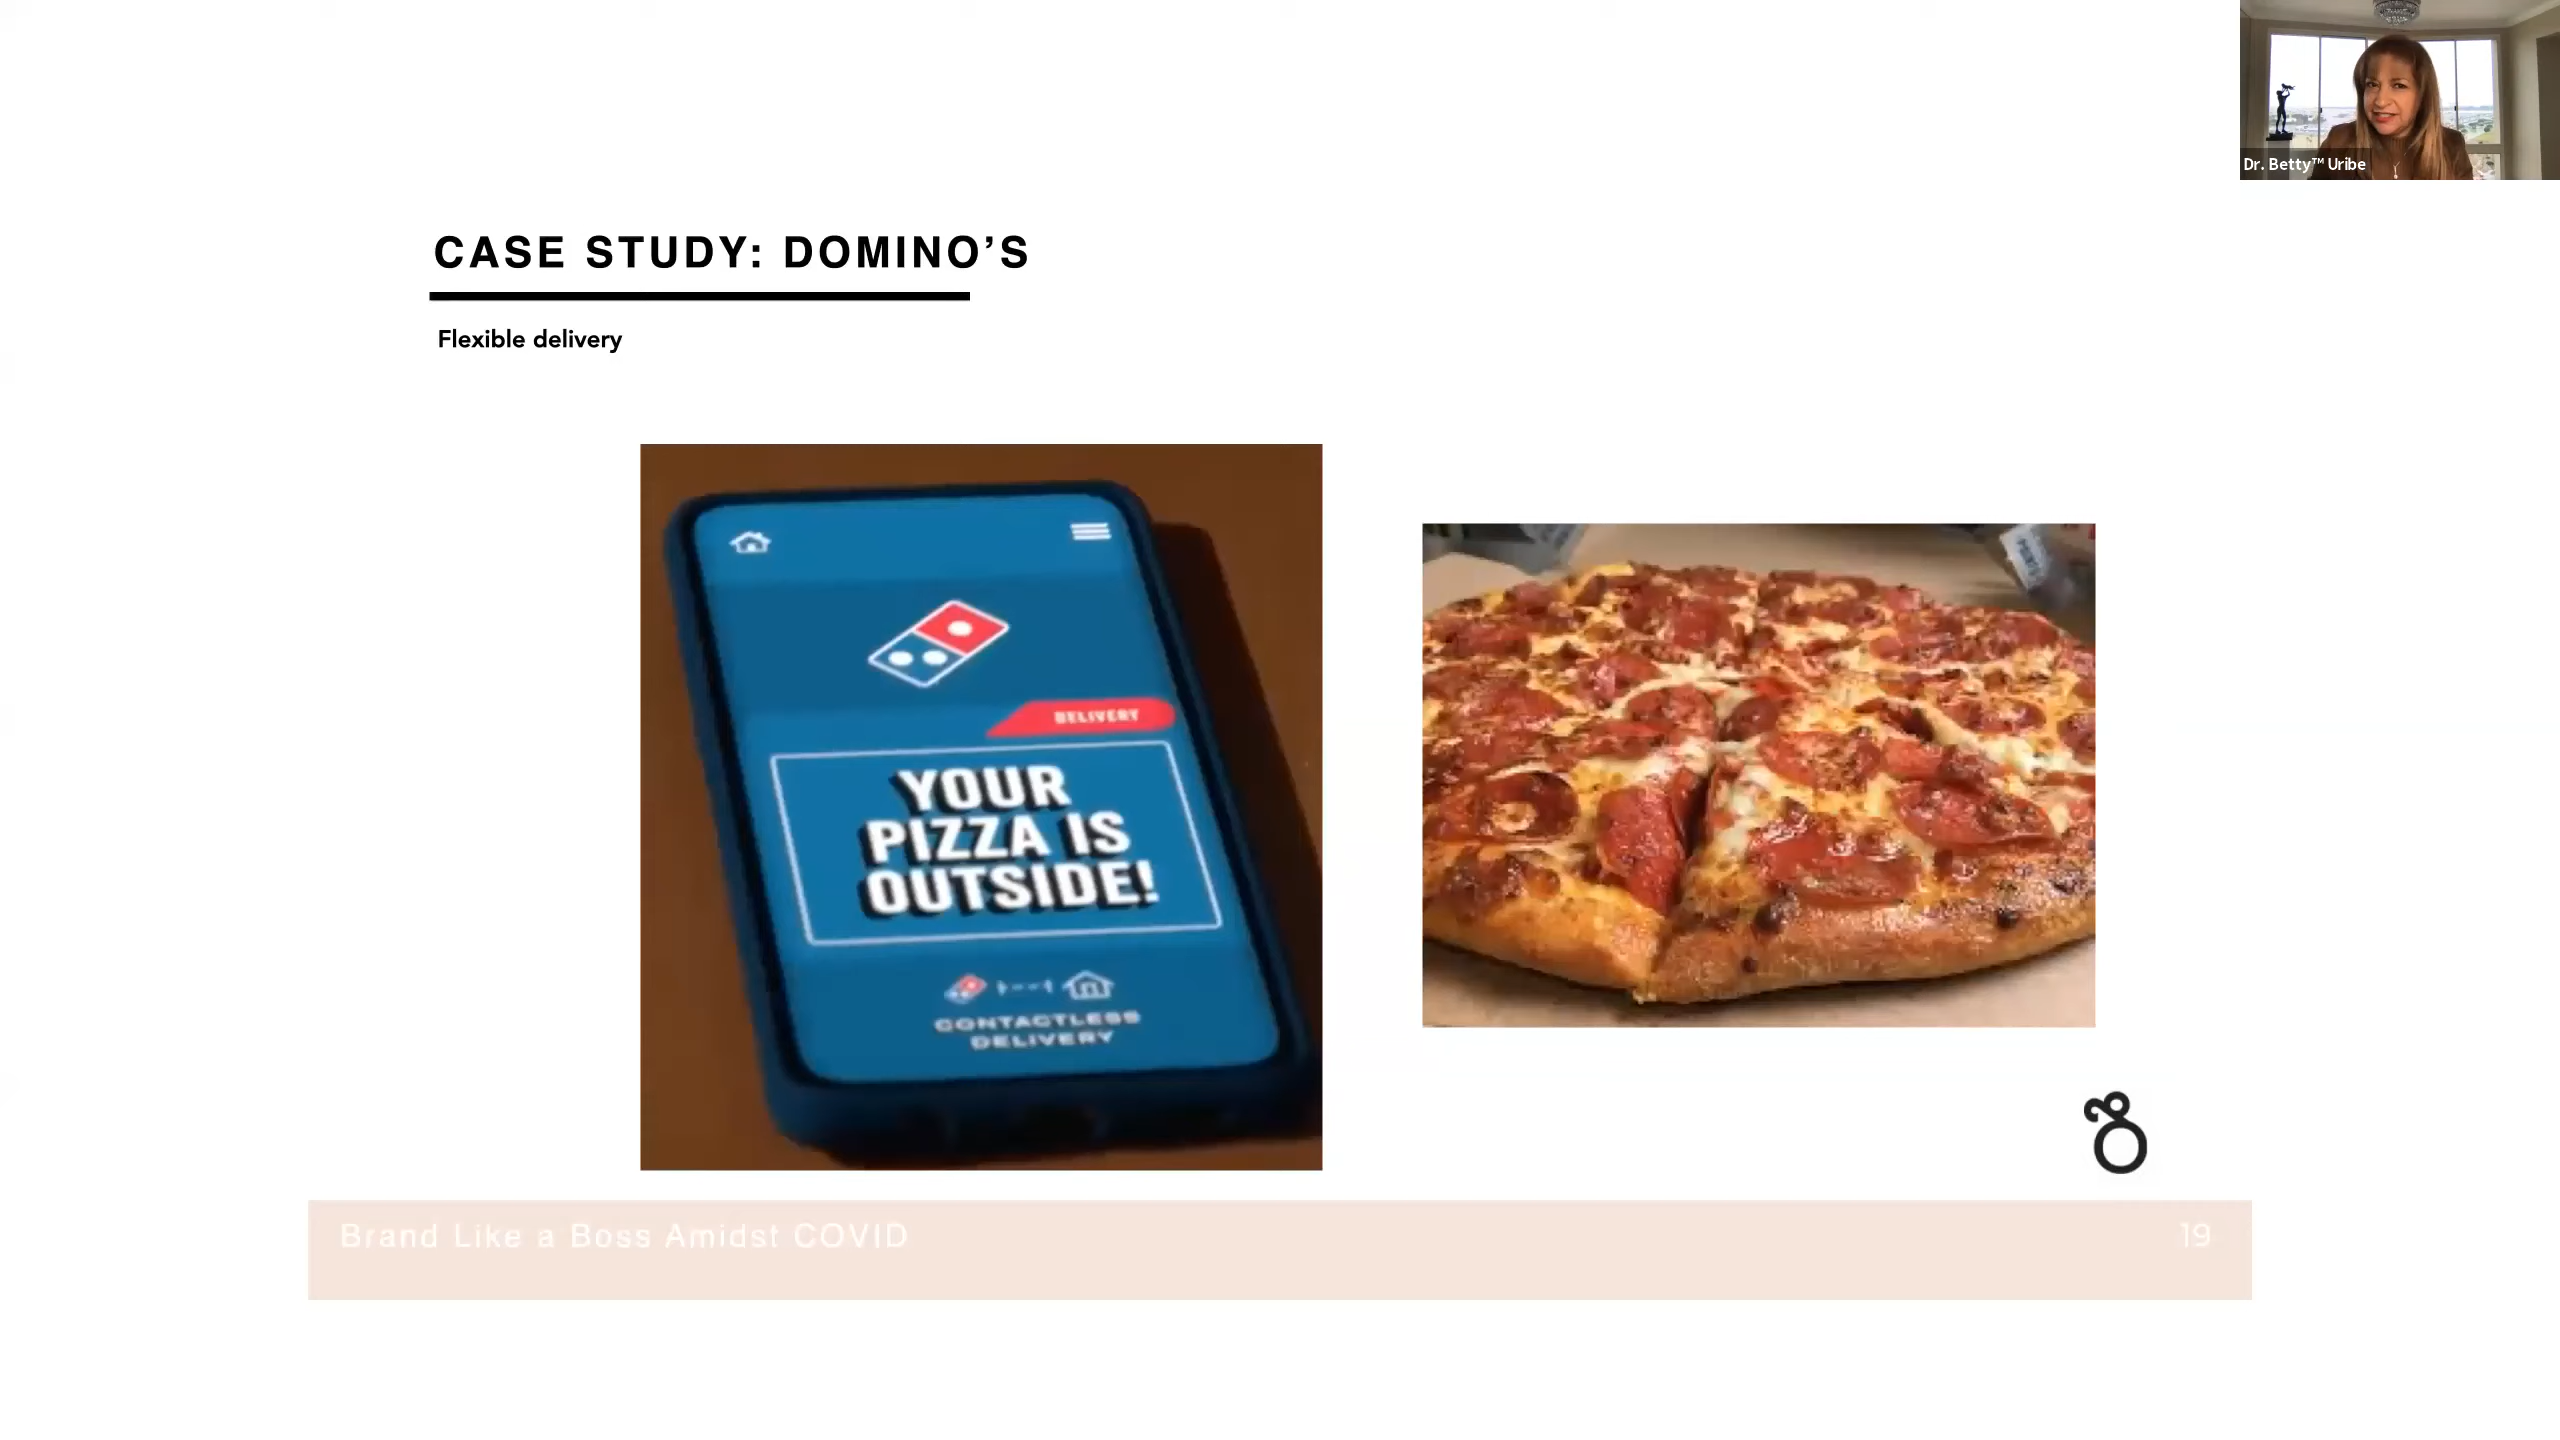 Dr. Betty™ Uribe
CASE STUDY: DOMINO’S
Flexible delivery
DELIVERY
YOUR
PIZZA IS
OUTSIDE!
CONTACTLESS
DELIVERY
Brand Like a Boss Amidst COVID
19